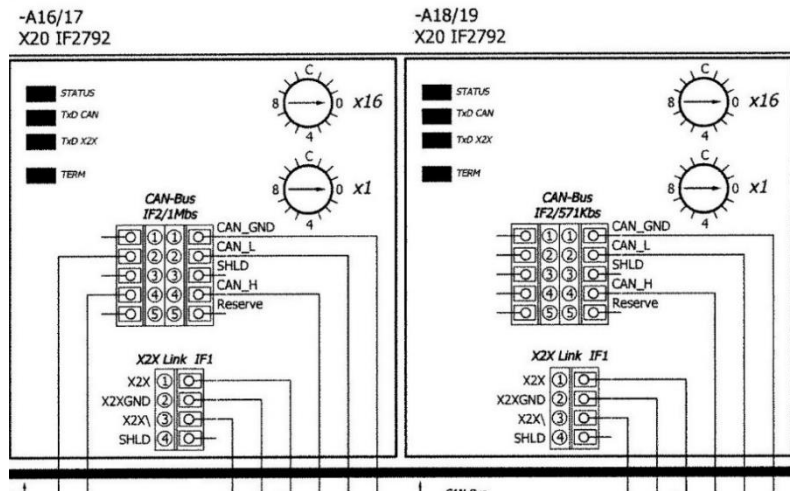 -A16/17
X20 IF2792
STATUS
TxD CAN
TxD X2X
TERM
C
8 0 x16
4
C
8 0 x1
4
CAN-Bus
IF2/1Mbs
1 1 CAN_GND
2 2 CAN_L
3 3 SHLD
4 4 CAN_H
5 5 Reserve
X2X Link IF1
X2X 1
X2XGND 2
X2X\ 3
SHLD 4
-A18/19
X20 IF2792
STATUS
TxD CAN
TxD X2X
TERM
C
8 0 x16
4
C
8 0 x1
4
CAN-Bus
IF2/571Kbs
1 1 CAN_GND
2 2 CAN_L
3 3 SHLD
4 4 CAN_H
5 5 Reserve
X2X Link IF1
X2X 1
X2XGND 2
X2X\ 3
SHLD 4